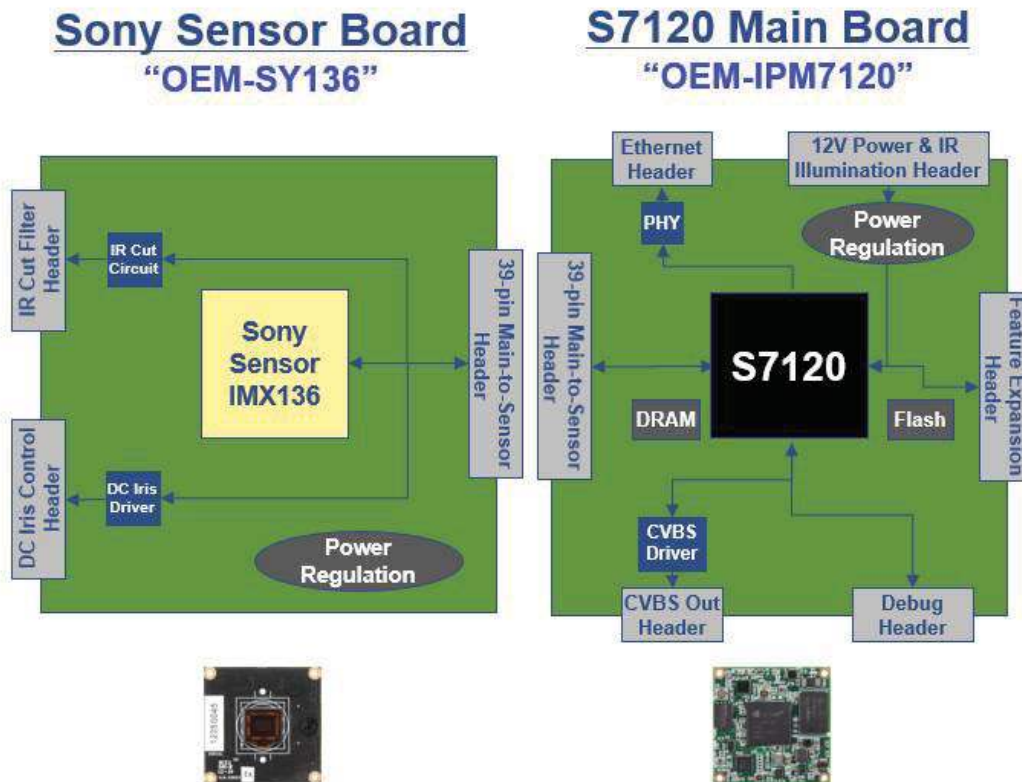 Sony Sensor Board
"OEM-SY136"
S7120 Main Board
"OEM-IPM7120"
IR Cut Filter
Header
IR Cut
Circuit
Sony
Sensor
IMX136
39-pin Main-to-Sensor
Header
DC Iris Control
Header
DC Iris
Driver
Power
Regulation
Ethernet
Header
12V Power & IR
Illumination Header
PHY
Power
Regulation
39-pin Main-to-Sensor
Header
S7120
DRAM
Flash
Feature Expansion
Header
CVBS
Driver
CVBS Out
Header
Debug
Header